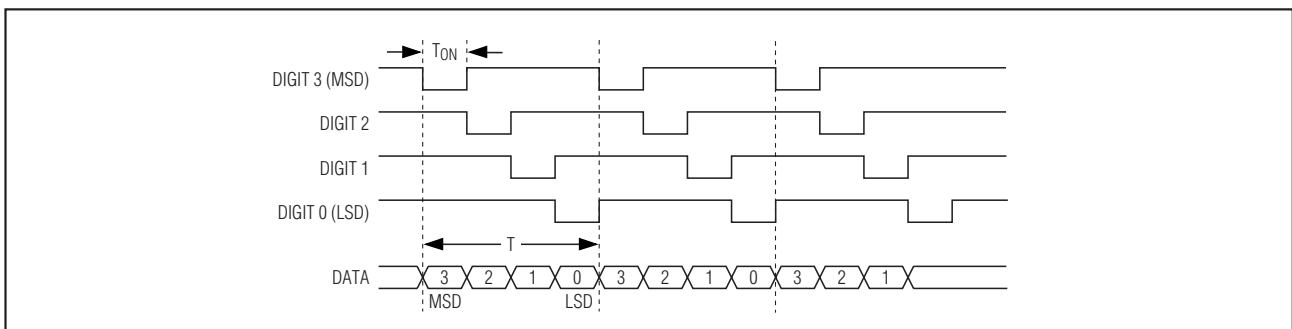 TON
DIGIT 3 (MSD)
DIGIT 2
DIGIT 1
DIGIT 0 (LSD)
T
DATA 3 2 1 0 3 2 1 0 3 2 1
MSD LSD